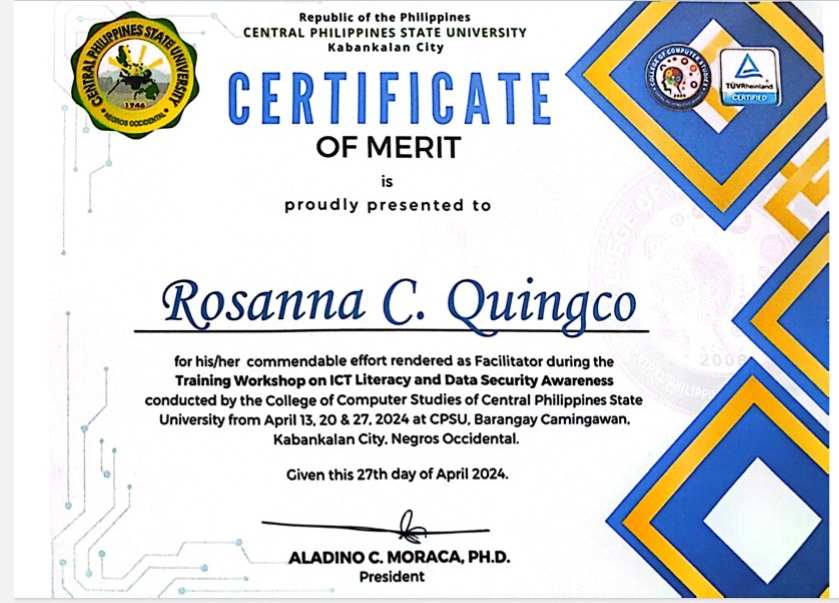 Republic of the Philippines
CENTRAL PHILIPPINES STATE UNIVERSITY
Kabankalan City
CENTRAL PHILIPPINES STATE UNIVERSITY
1946
NEGROS OCCIDENTAL
COLLEGE OF COMPUTER STUDIES
TÜVRheinland
CERTIFIED
CERTIFICATE
OF MERIT
is
proudly presented to
Rosanna C. Quingco
for his/her commendable effort rendered as Facilitator during the
Training Workshop on ICT Literacy and Data Security Awareness
conducted by the College of Computer Studies of Central Philippines State
University from April 13, 20 & 27, 2024 at CPSU, Barangay Camingawan,
Kabankalan City, Negros Occidental.
2008
Given this 27th day of April 2024.
ALADINO C. MORACA, PH.D.
President